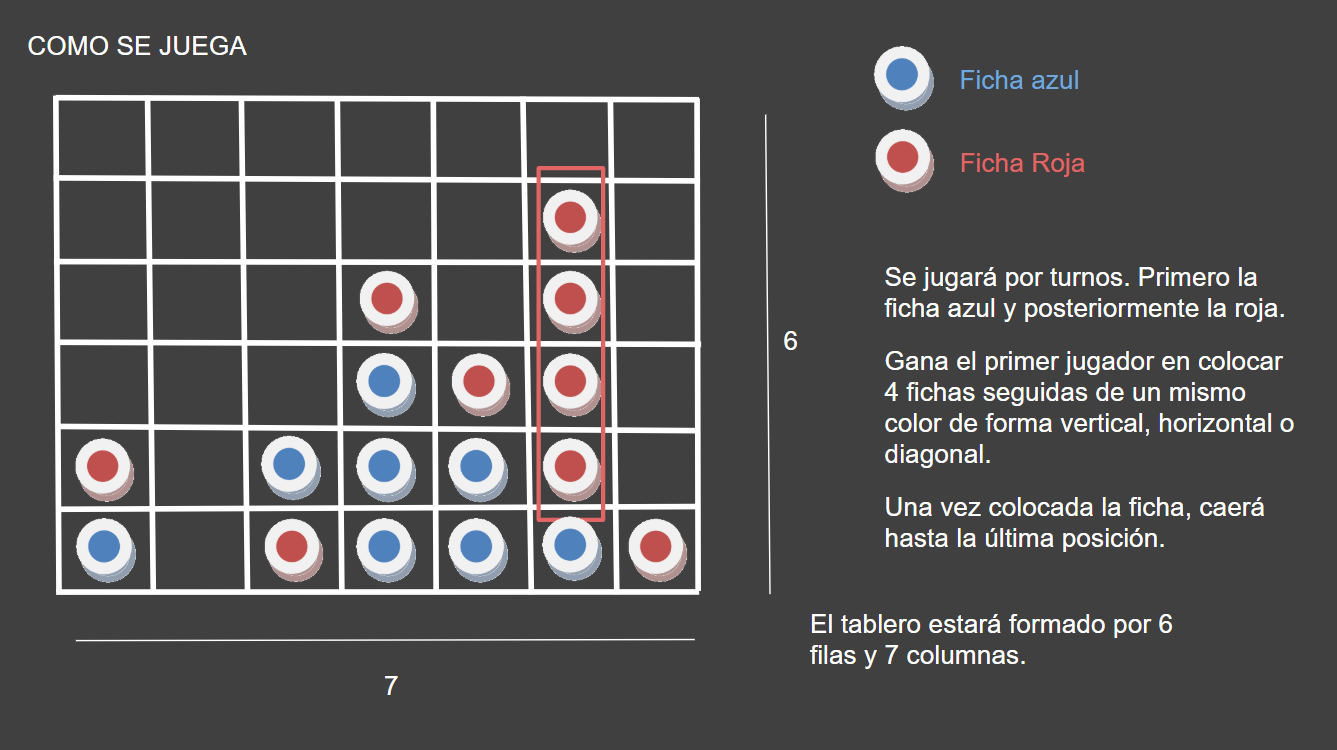 COMO SE JUEGA
Ficha azul
Ficha Roja
Se jugará por turnos. Primero la
ficha azul y posteriormente la roja.
6
Gana el primer jugador en colocar
4 fichas seguidas de un mismo
color de forma vertical, horizontal o
diagonal.
Una vez colocada la ficha, caerá
hasta la última posición.
El tablero estará formado por 6
filas y 7 columnas.
7